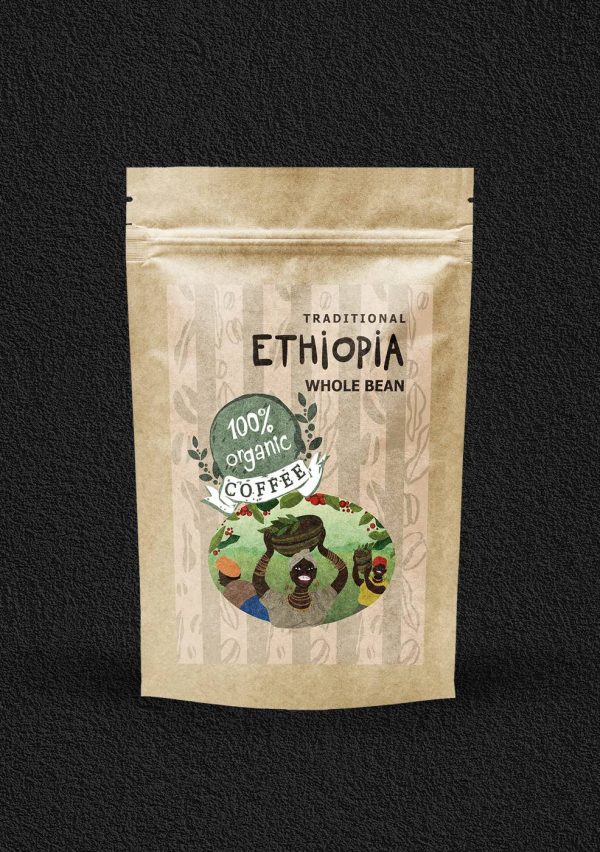 TRADITIONAL
ETHIOPIA
WHOLE BEAN
100%
organic
COFFEE